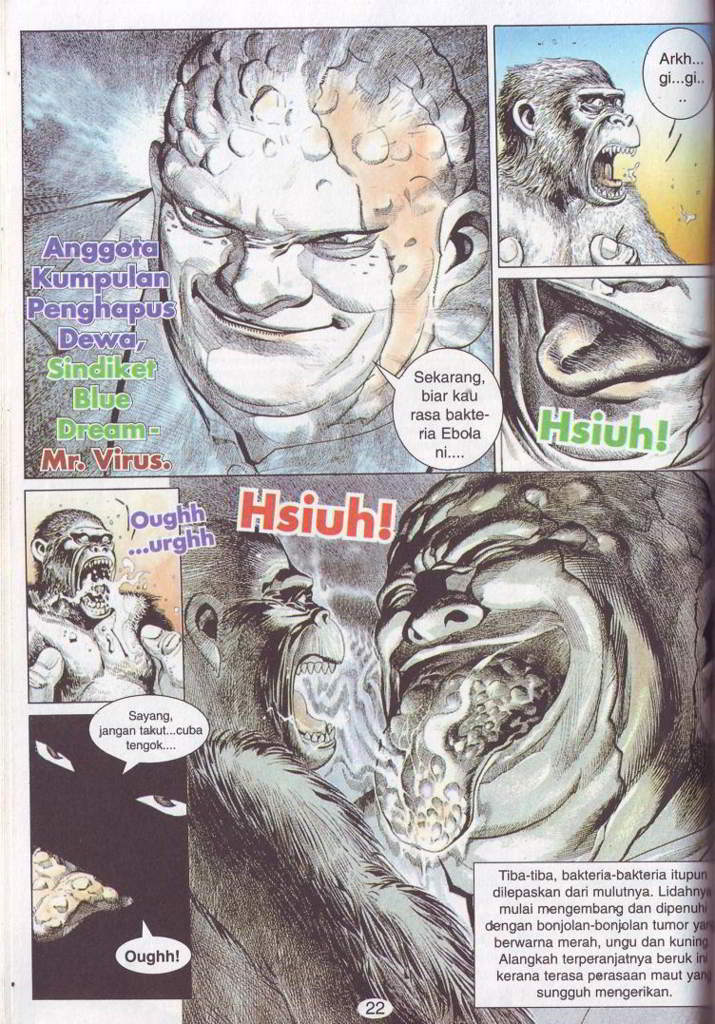 Anggota
Kumpulan
Penghapus
Dewa,
Sindiket
Blue
Dream -
Mr. Virus.
Sekarang,
biar kau
rasa bakte-
ria Ebola
ni....
Arkh...
gi...gi..
..
Hsiuh!
Oughh
...urghh
Hsiuh!
Sayang,
jangan takut...cuba
tengok....
Oughh!
Tiba-tiba, bakteria-bakteria itupun
dilepaskan dari mulutnya. Lidahnya
mulai mengembang dan dipenuhi
dengan bonjolan-bonjolan tumor yang
berwarna merah, ungu dan kuning.
Alangkah terperanjatnya beruk ini
kerana terasa perasaan maut yang
sungguh mengerikan.
22